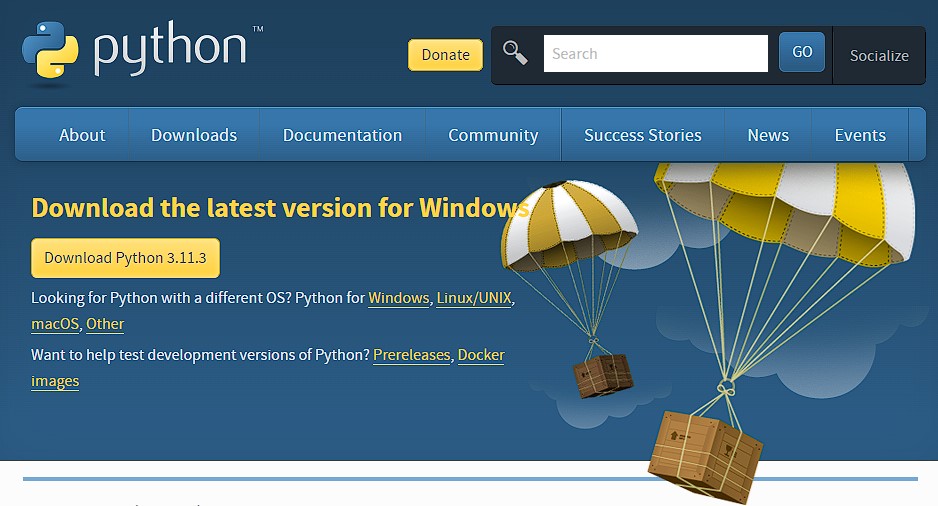 python™
Donate
Search
GO
Socialize
About
Downloads
Documentation
Community
Success Stories
News
Events
Download the latest version for Windows
Download Python 3.11.3
Looking for Python with a different OS? Python for Windows, Linux/UNIX,
macOS, Other
Want to help test development versions of Python? Prereleases, Docker
images